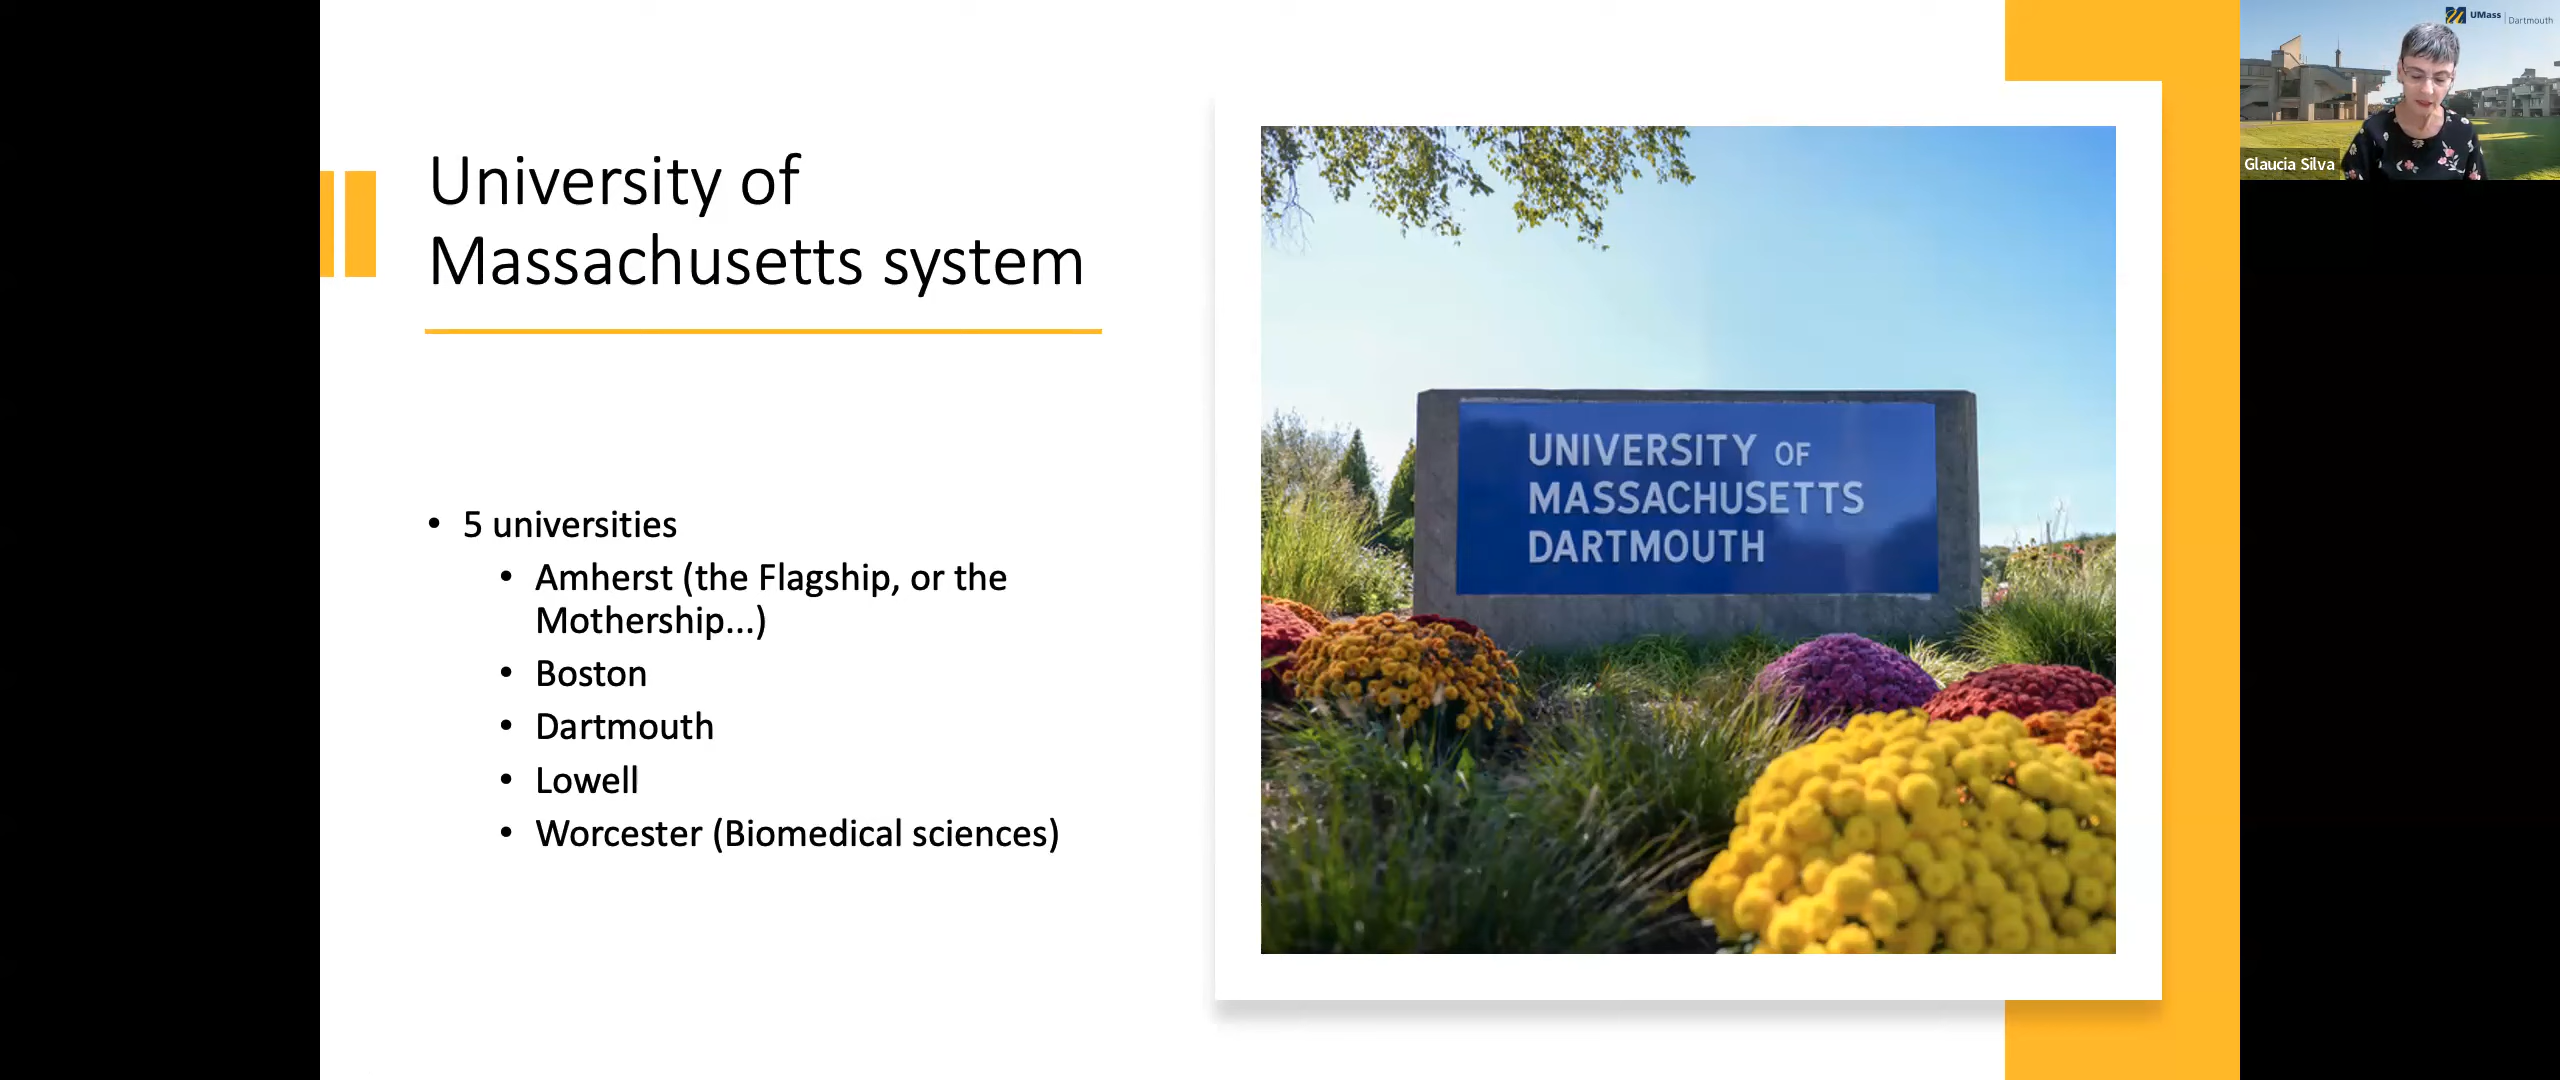 University of
Massachusetts system
• 5 universities
• Amherst (the Flagship, or the
Mothership...)
• Boston
• Dartmouth
• Lowell
• Worcester (Biomedical sciences)
UNIVERSITY OF
MASSACHUSETTS
DARTMOUTH
UMass | Dartmouth
Glaucia Silva